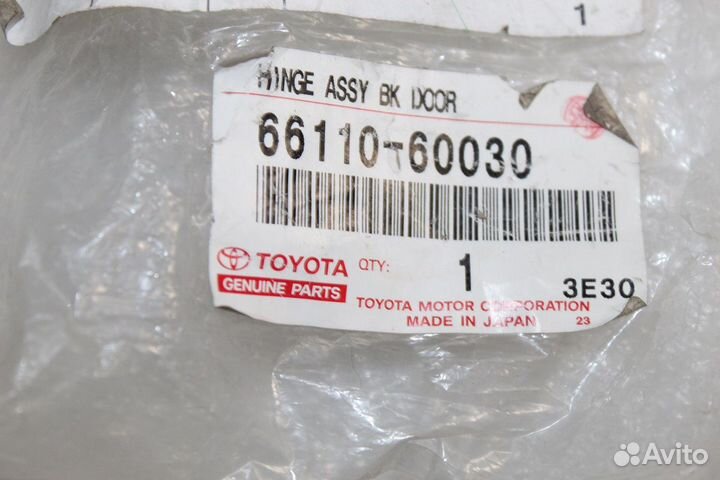 1
HINGE ASSY BK DOOR
66110-60030
TOYOTA
GENUINE PARTS
QTY: 1
3E30
TOYOTA MOTOR CORPORATION
MADE IN JAPAN 23
Avito